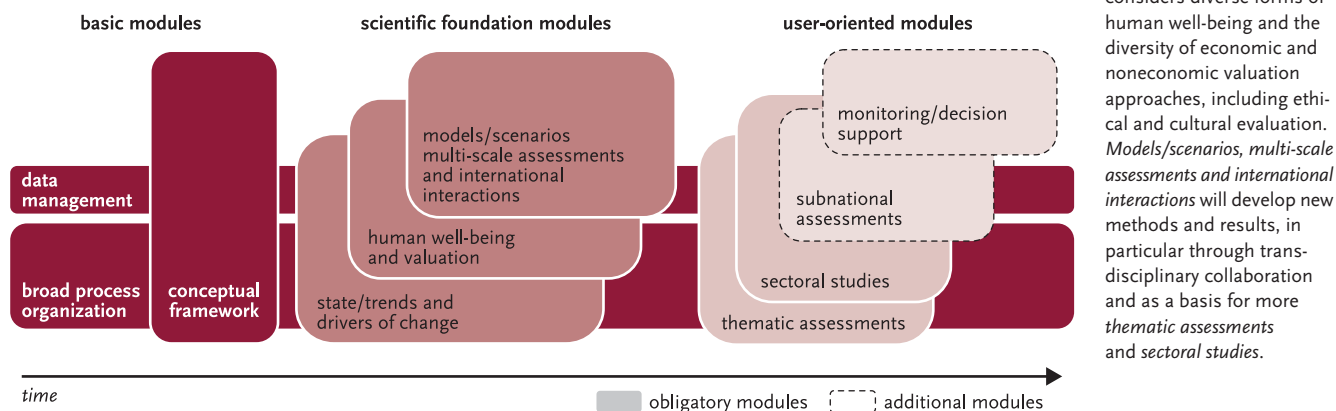 basic modules
scientific foundation modules
user-oriented modules
data
management
broad process
organization
conceptual
framework
models/scenarios
multi-scale assessments
and international
interactions
human well-being
and valuation
state/trends and
drivers of change
monitoring/decision
support
subnational
assessments
sectoral studies
thematic assessments
time
obligatory modules
additional modules
considers diverse forms of
human well-being and the
diversity of economic and
noneconomic valuation
approaches, including ethi-
cal and cultural evaluation.
Models/scenarios, multi-scale
assessments and international
interactions will develop new
methods and results, in
particular through trans-
disciplinary collaboration
and as a basis for more
thematic assessments
and sectoral studies.